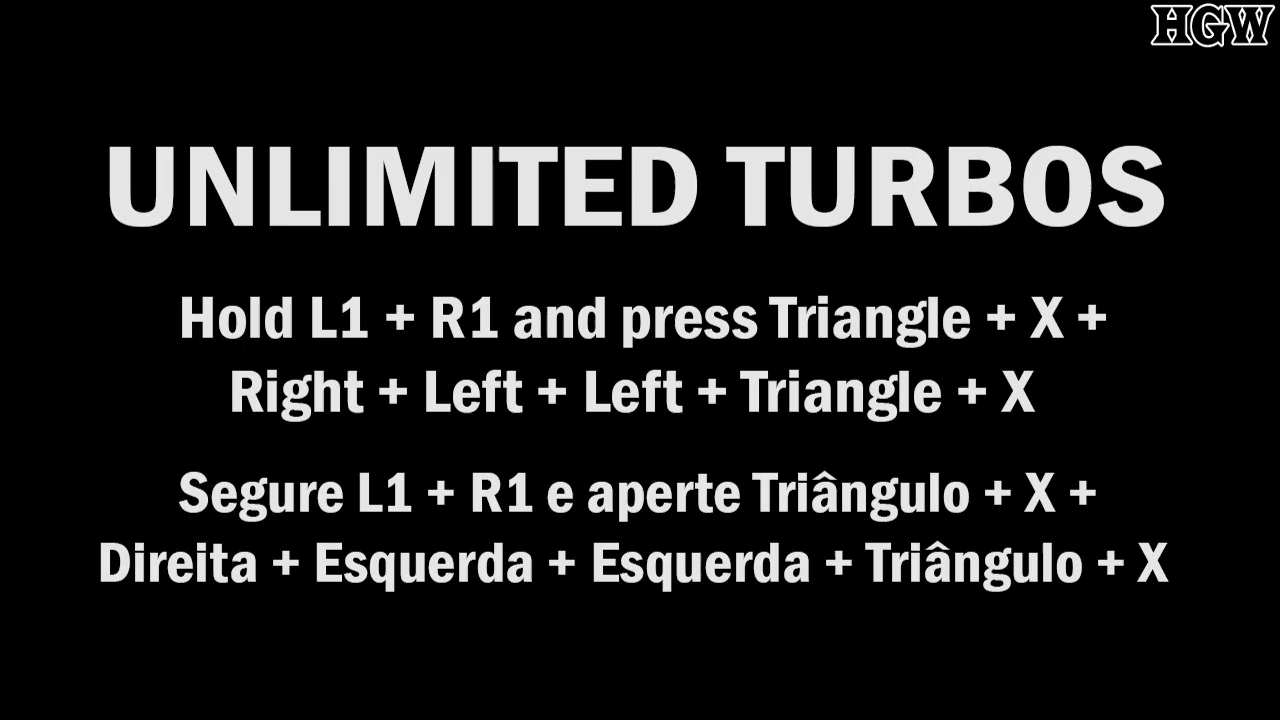 HGW
UNLIMITED TURBOS
Hold L1 + R1 and press Triangle + X +
Right + Left + Left + Triangle + X
Segure L1 + R1 e aperte Triângulo + X +
Direita + Esquerda + Esquerda + Triângulo + X